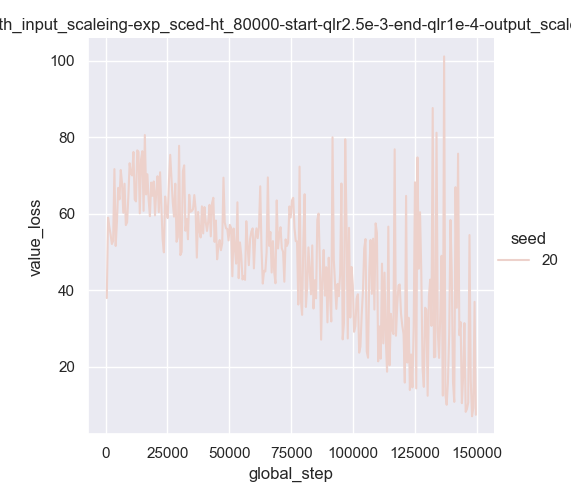 th_input_scaleing-exp_sced-ht_80000-start-qlr2.5e-3-end-qlr1e-4-output_scale
100
80
60
40
20
value_loss
0 25000 50000 75000 100000 125000 150000
global_step
seed
20